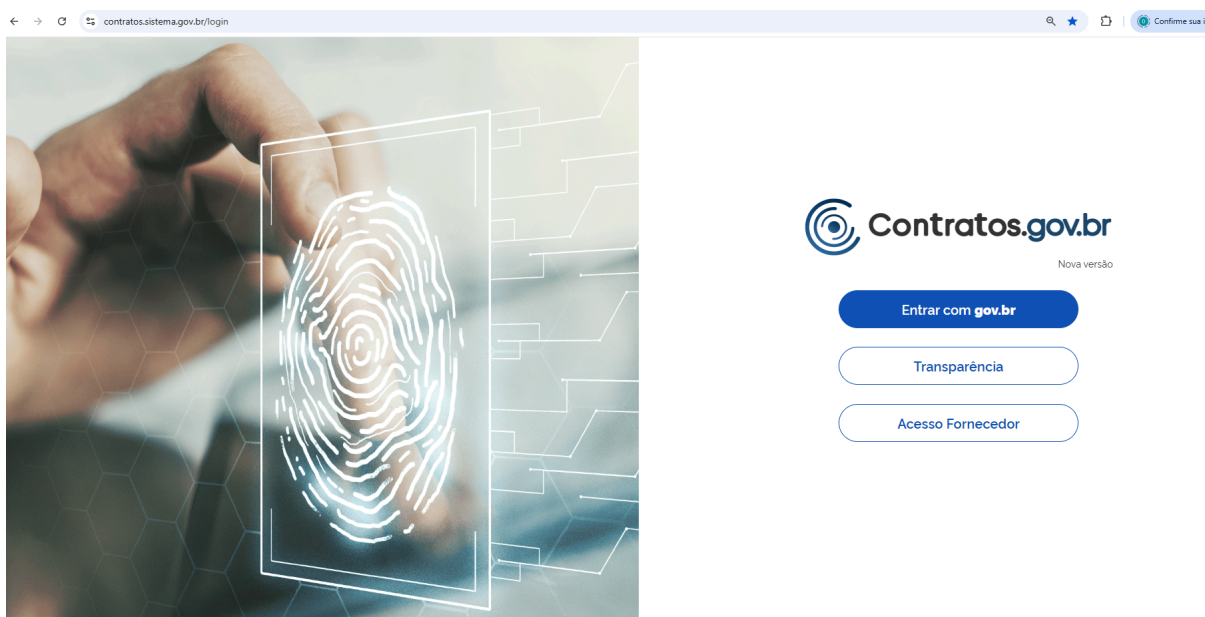 contratos.sistema.gov.br/login
Confirme sua i
Contratos.gov.br
Nova versão
Entrar com gov.br
Transparência
Acesso Fornecedor